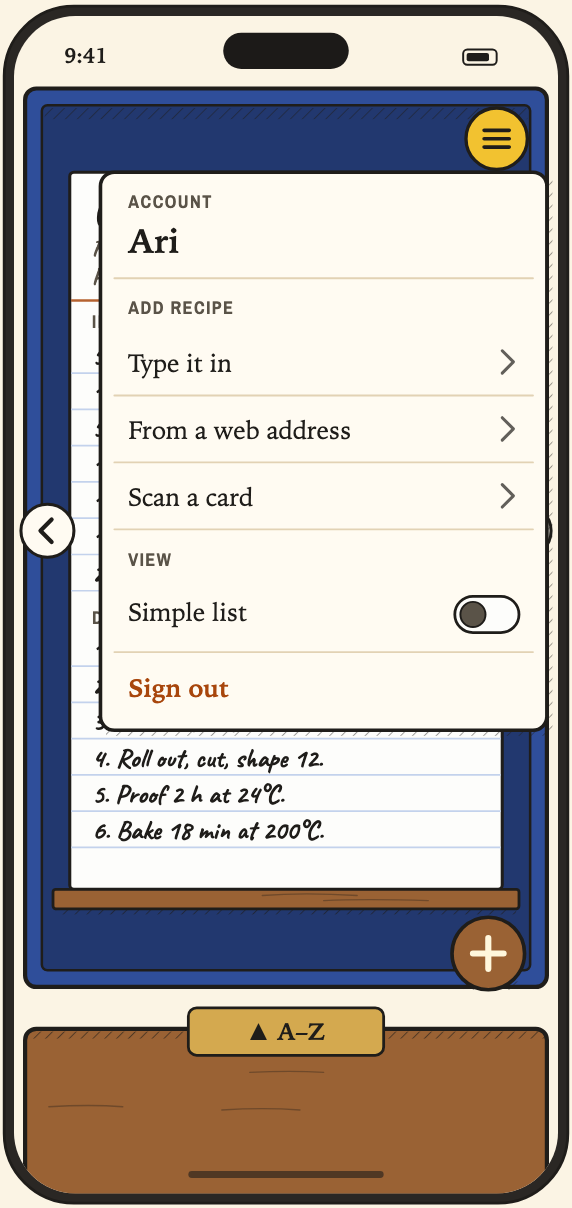 9:41
ACCOUNT
Ari
ADD RECIPE
Type it in
From a web address
Scan a card
VIEW
Simple list
Sign out
4. Roll out, cut, shape 12.
5. Proof 2 h at 24°C.
6. Bake 18 min at 200°C.
▲ A–Z